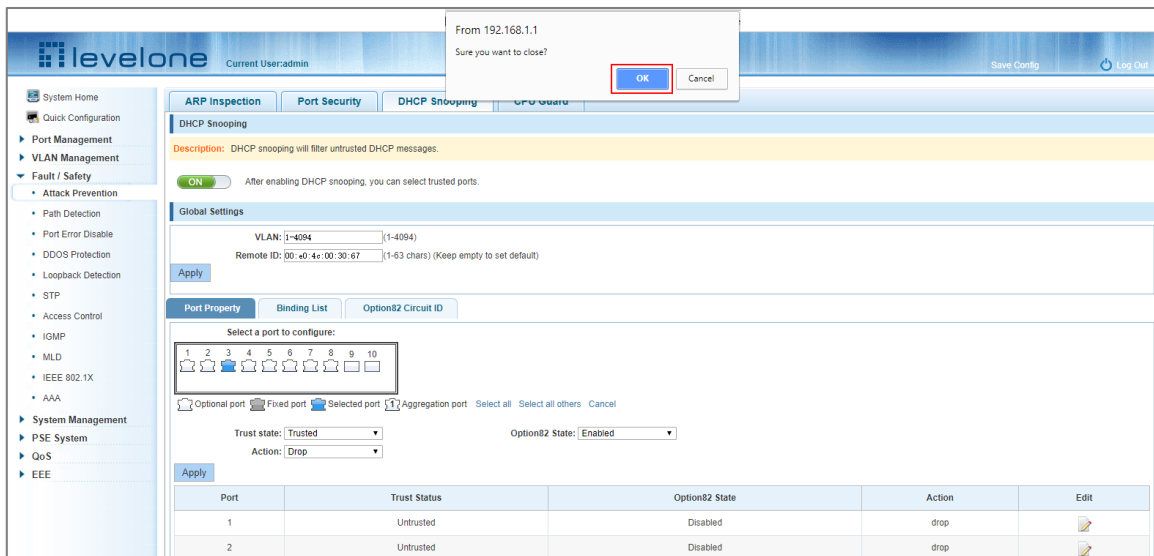 From 192.168.1.1
Sure you want to close?
OK Cancel
levelone Current User:admin Save Config Log Out
System Home
Quick Configuration
Port Management
VLAN Management
Fault / Safety
Attack Prevention
Path Detection
Port Error Disable
DDOS Protection
Loopback Detection
STP
Access Control
IGMP
MLD
IEEE 802.1X
AAA
System Management
PSE System
QoS
EEE
ARP Inspection Port Security DHCP Snooping CPU Guard
DHCP Snooping
Description: DHCP snooping will filter untrusted DHCP messages.
ON After enabling DHCP snooping, you can select trusted ports.
Global Settings
VLAN: 1-4094 (1-4094)
Remote ID: 00:e0:4c:00:30:67 (1-63 chars) (Keep empty to set default)
Apply
Port Property Binding List Option82 Circuit ID
Select a port to configure:
1 2 3 4 5 6 7 8 9 10
Optional port Fixed port Selected port 1 Aggregation port Select all Select all others Cancel
Trust state: Trusted Option82 State: Enabled
Action: Drop
Apply
Port Trust Status Option82 State Action Edit
1 Untrusted Disabled drop
2 Untrusted Disabled drop